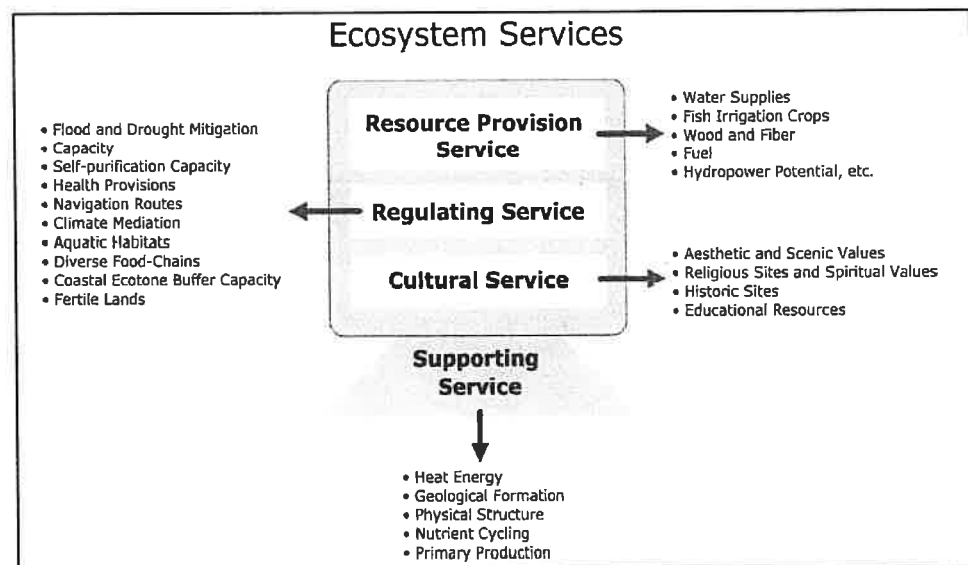 Ecosystem Services
Resource Provision
Service
• Water Supplies
• Fish Irrigation Crops
• Wood and Fiber
• Fuel
• Hydropower Potential, etc.
• Flood and Drought Mitigation
• Capacity
• Self-purification Capacity
• Health Provisions
• Navigation Routes
• Climate Mediation
• Aquatic Habitats
• Diverse Food-Chains
• Coastal Ecotone Buffer Capacity
• Fertile Lands
Regulating Service
Cultural Service
• Aesthetic and Scenic Values
• Religious Sites and Spiritual Values
• Historic Sites
• Educational Resources
Supporting
Service
• Heat Energy
• Geological Formation
• Physical Structure
• Nutrient Cycling
• Primary Production